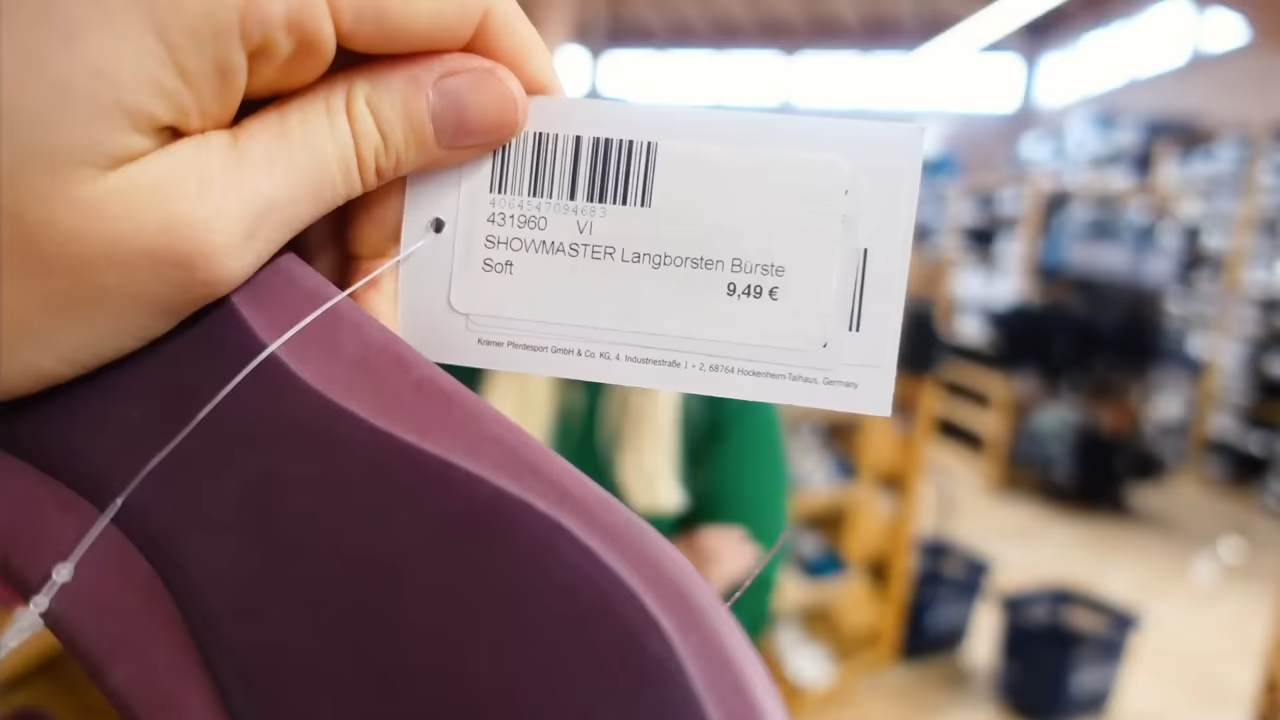 4064547094683
431960 VI
SHOWMASTER Langborsten Bürste
Soft
9,49 €
Krämer Pferdesport GmbH & Co. KG, 4. Industriestraße 1 + 2, 68764 Hockenheim-Talhaus, Germany